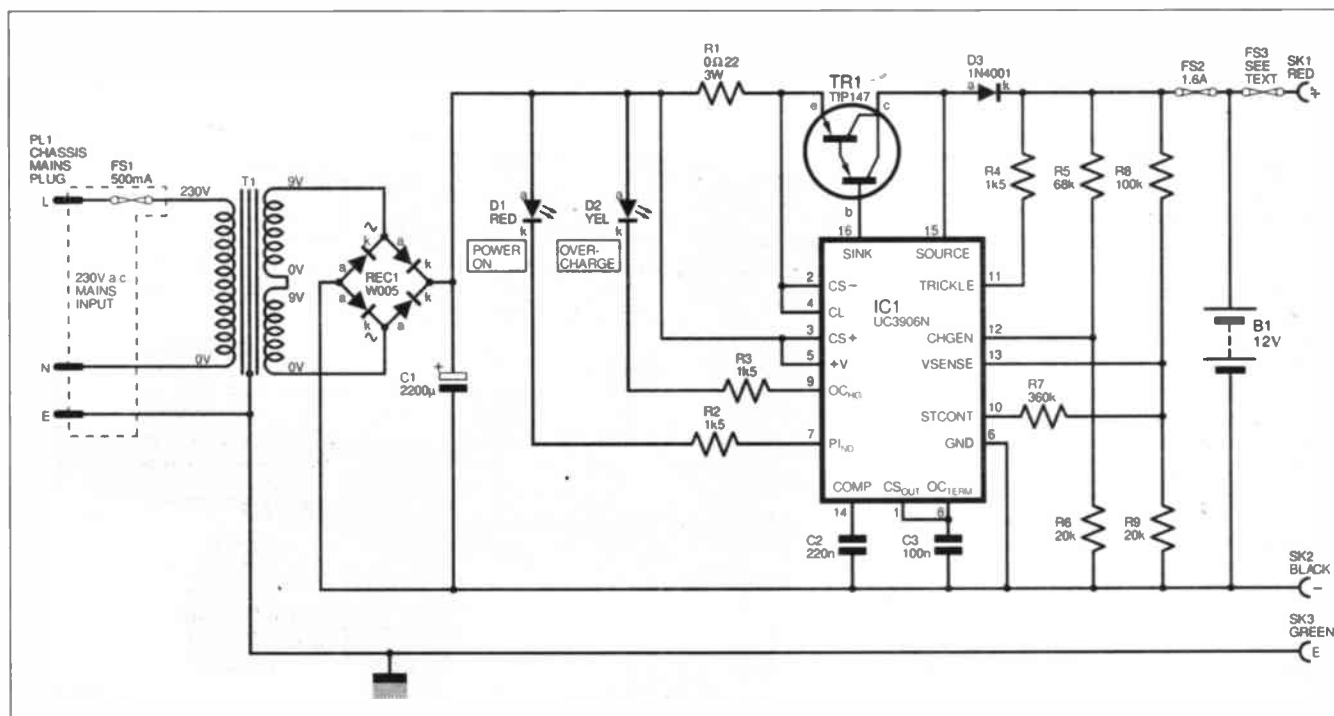 PL1
CHASSIS
MAINS
PLUG
FS1
500mA
L
N
E
230V a.c.
MAINS
INPUT
230V
0V
T1
9V
0V
9V
0V
a
k
a
k
a
k
a
k
REC1
W005
C1
2200µ
+
a
D1
RED
k
POWER
ON
a
D2
YEL
k
OVER-
CHARGE
R1
0Ω22
3W
TR1
TIP147
e
c
b
D3
1N4001
a
k
R4
1k5
R5
68k
R8
100k
FS2
1.6A
FS3
SEE
TEXT
SK1
RED
+
16
15
SINK
SOURCE
2
CS−
4
CL
3
CS+
5
+V
9
OCHG
7
PIND
IC1
UC3906N
TRICKLE
11
CHGEN
12
VSENSE
13
STCONT
10
GND
6
COMP
CSOUT
OCTERM
14
1
8
R3
1k5
R2
1k5
R7
360k
C2
220n
C3
100n
R6
20k
R9
20k
B1
12V
SK2
BLACK
−
SK3
GREEN
E